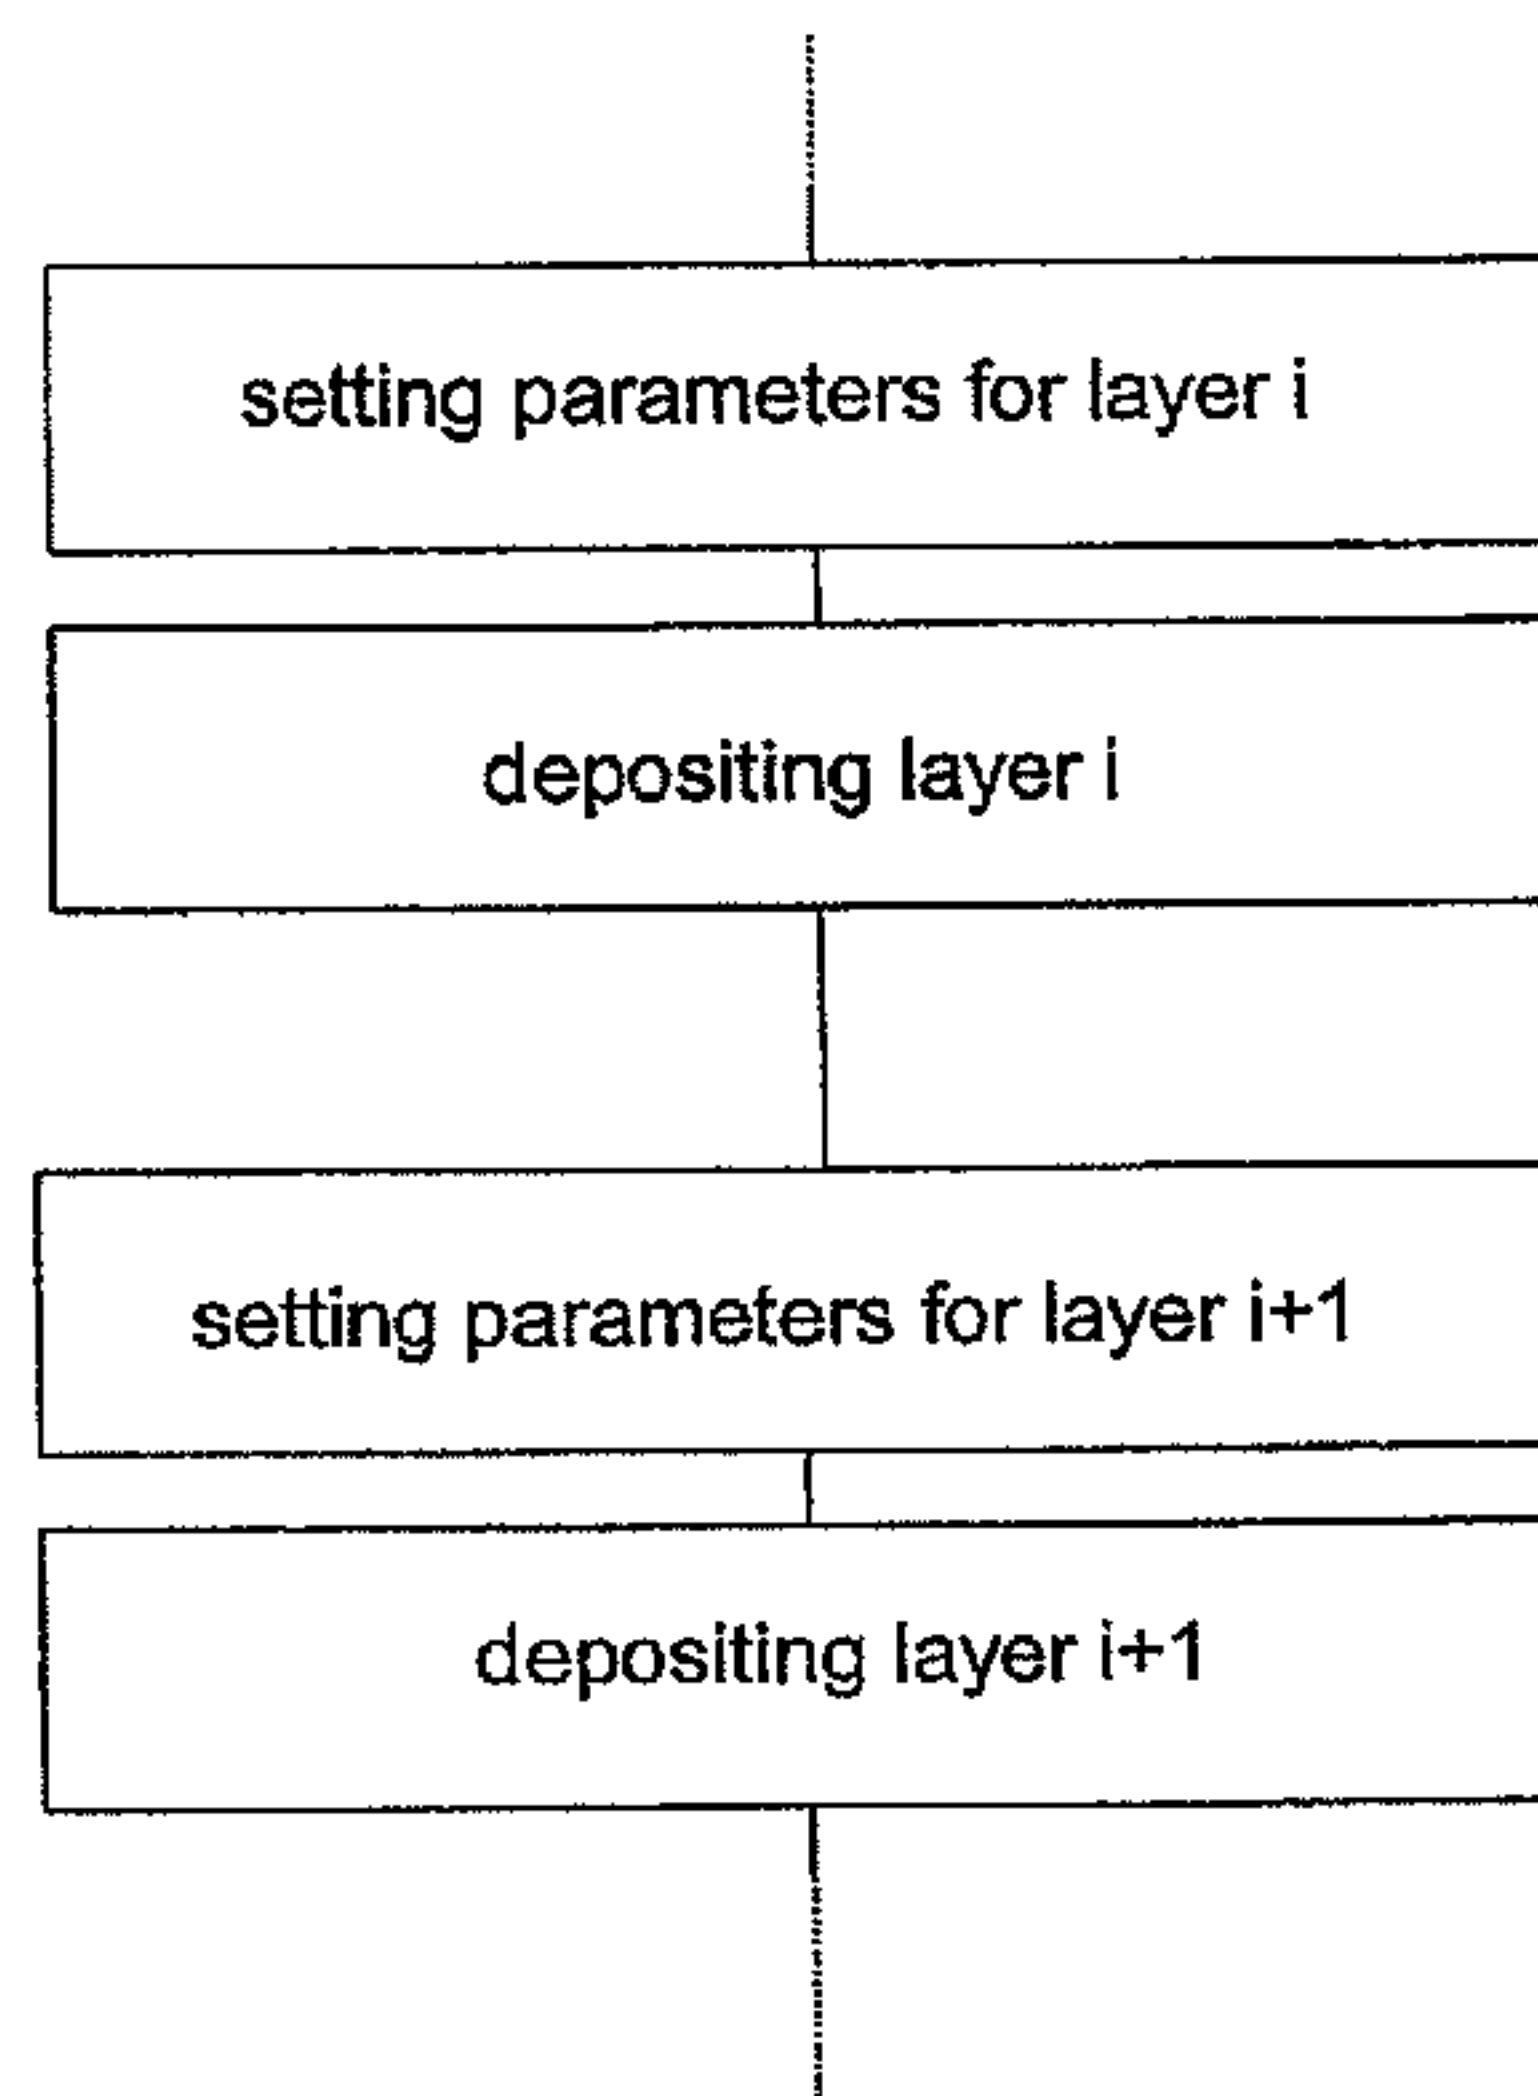 setting parameters for layer i
depositing layer i
setting parameters for layer i+1
depositing layer i+1